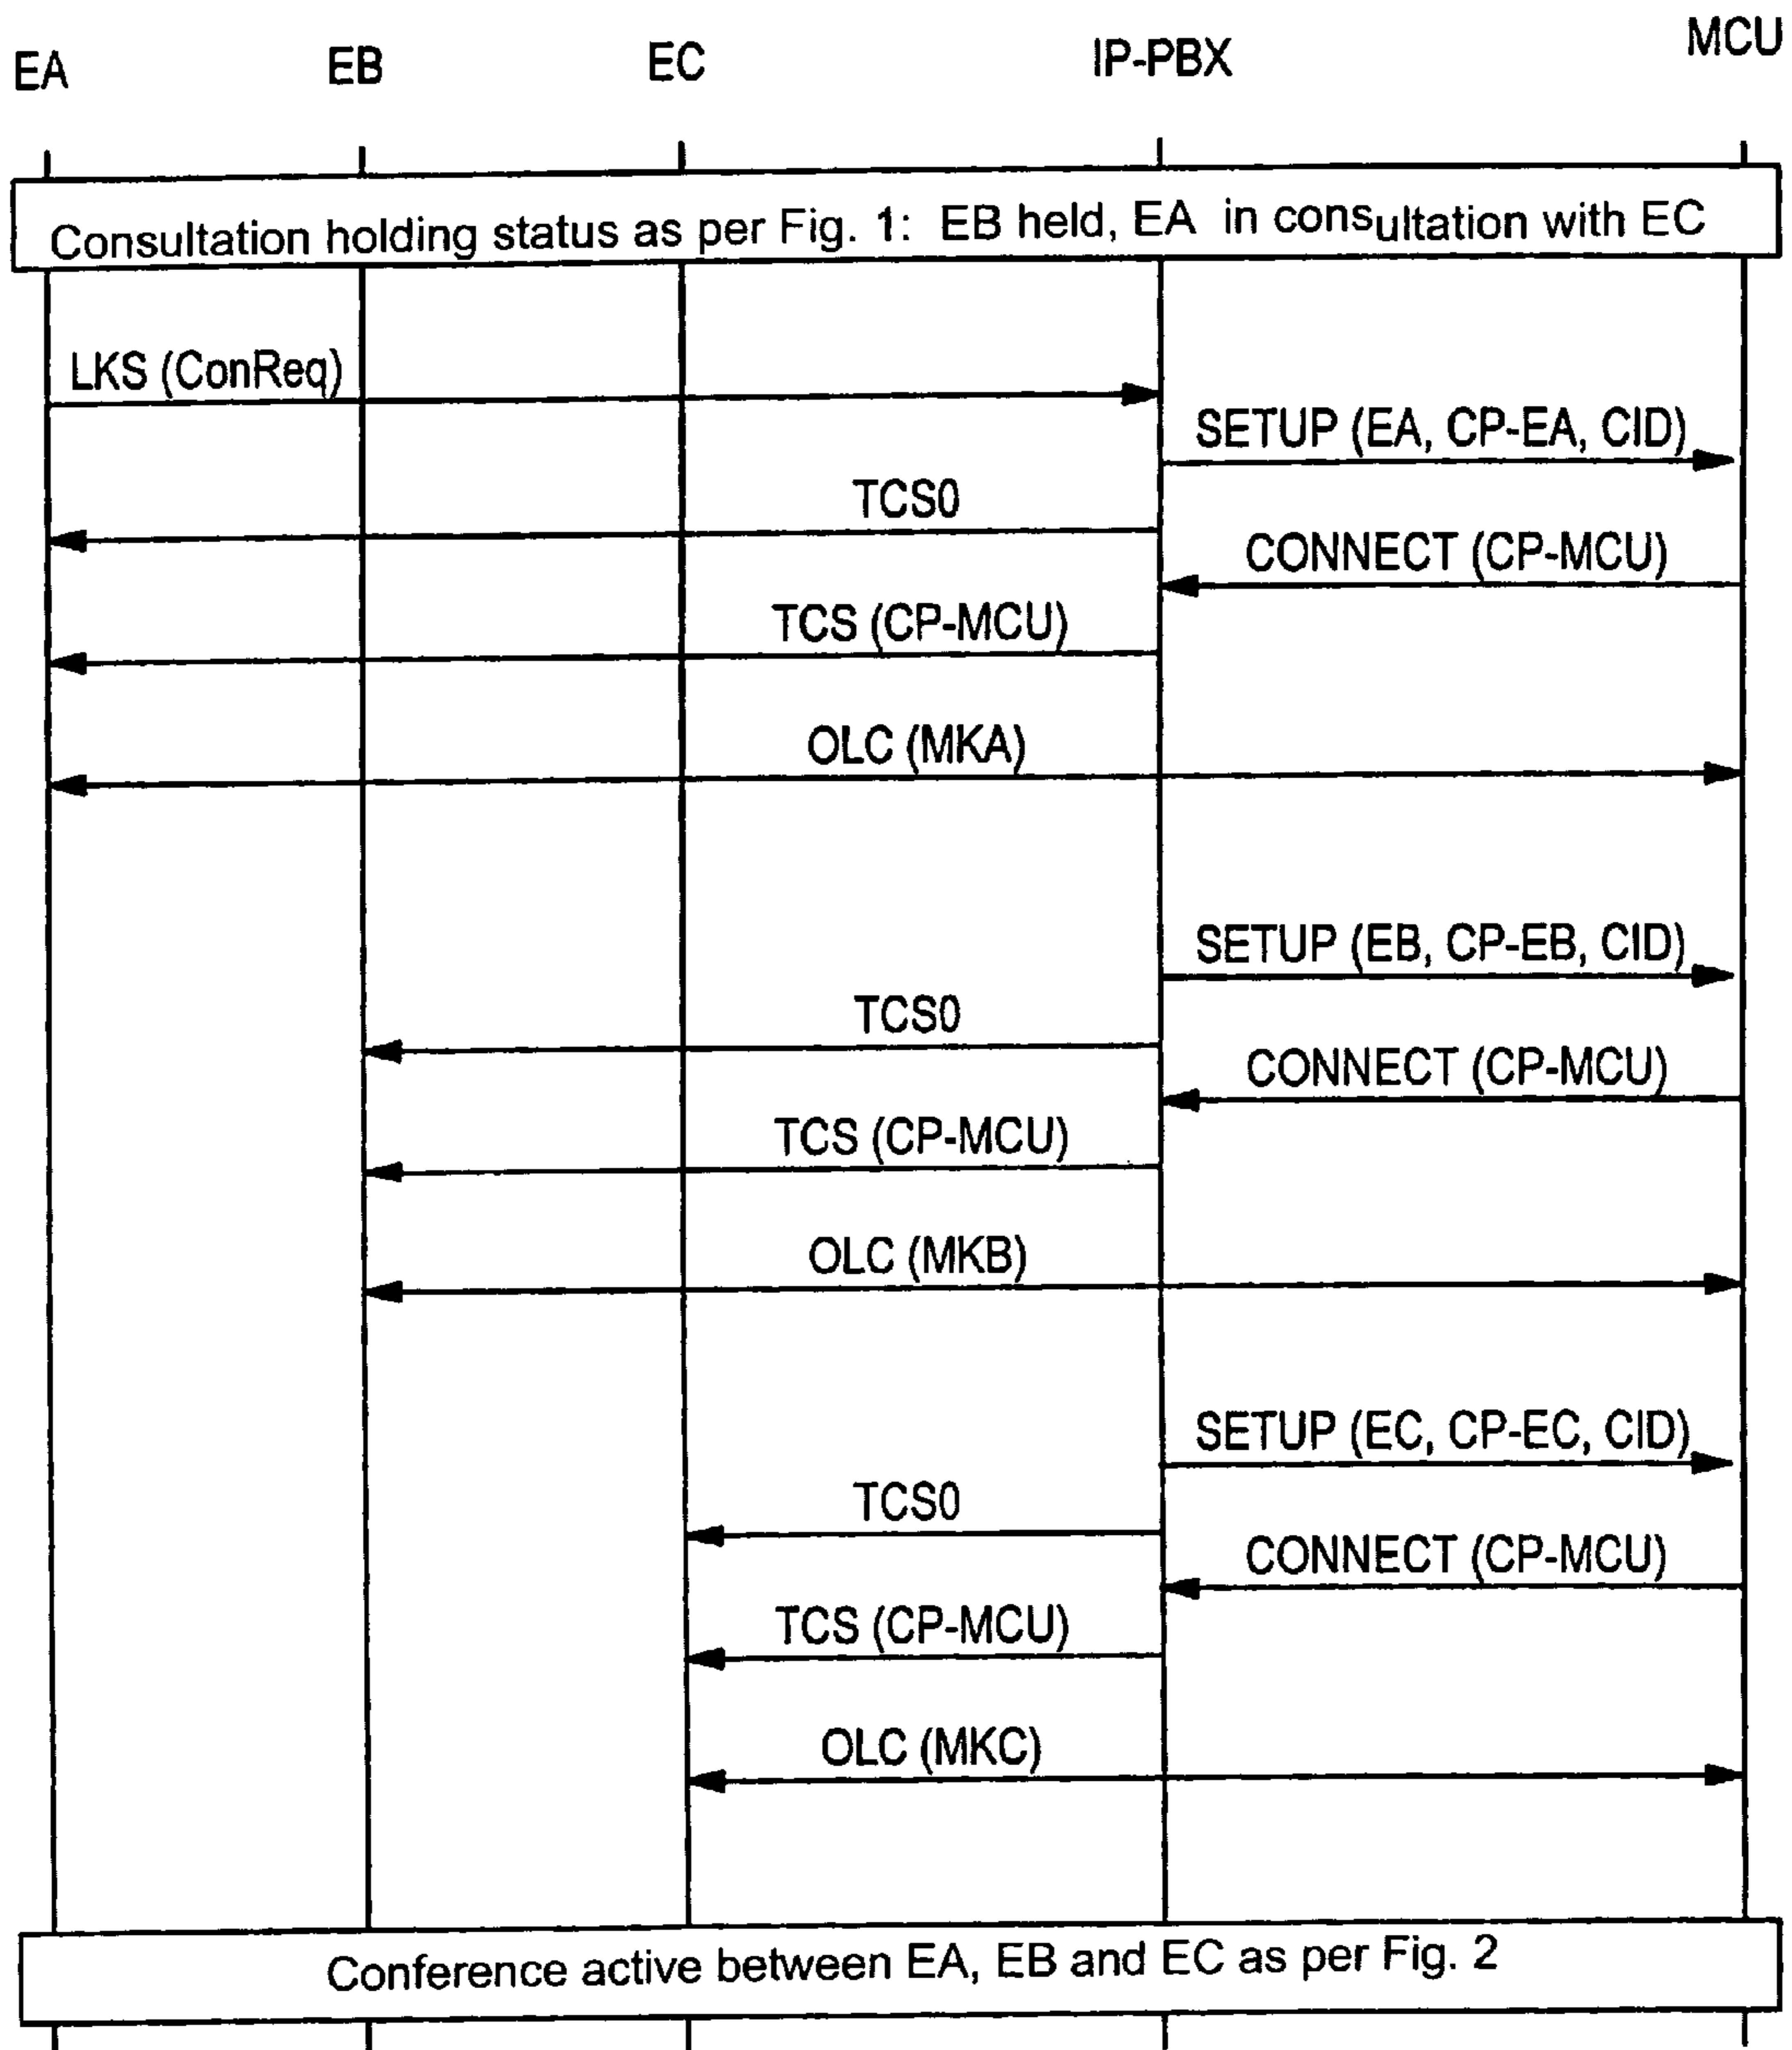 EA EB EC IP-PBX MCU
Consultation holding status as per Fig. 1: EB held, EA in consultation with EC
LKS (ConReq)
SETUP (EA, CP-EA, CID)
TCS0
CONNECT (CP-MCU)
TCS (CP-MCU)
OLC (MKA)
SETUP (EB, CP-EB, CID)
TCS0
CONNECT (CP-MCU)
TCS (CP-MCU)
OLC (MKB)
SETUP (EC, CP-EC, CID)
TCS0
CONNECT (CP-MCU)
TCS (CP-MCU)
OLC (MKC)
Conference active between EA, EB and EC as per Fig. 2